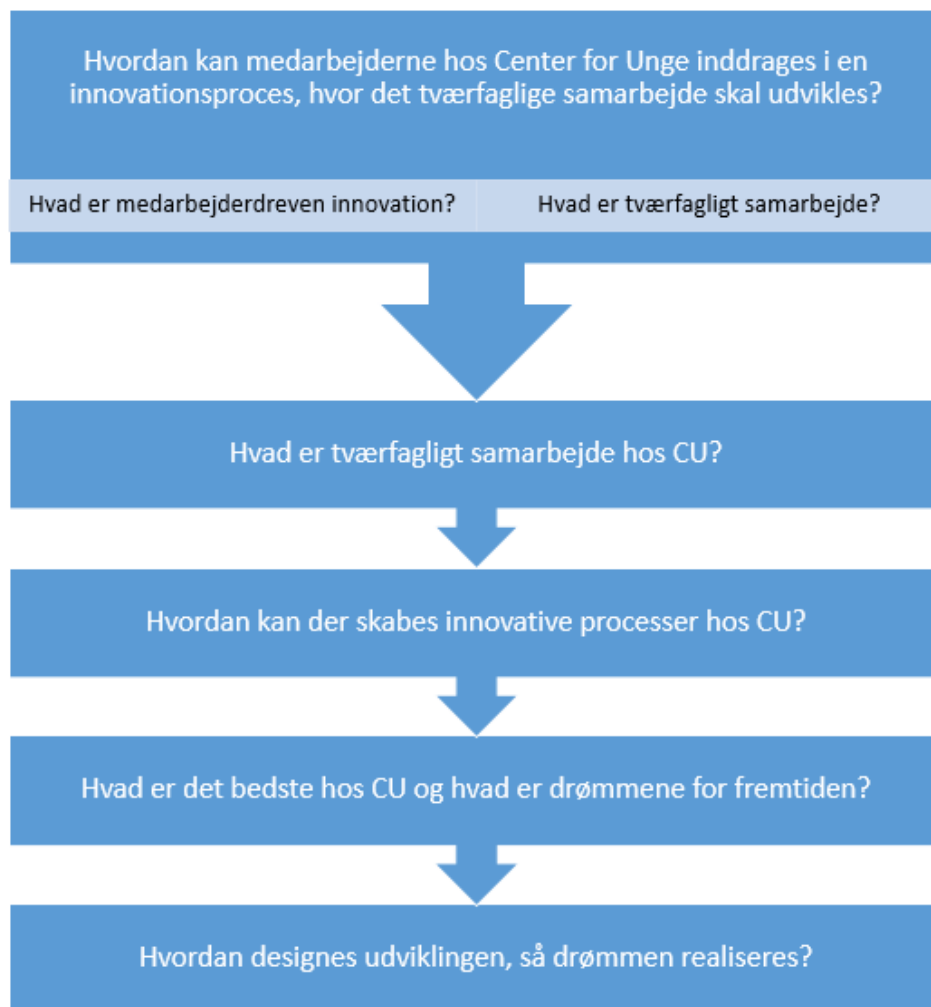 Hvordan kan medarbejderne hos Center for Unge inddrages i en
innovationsproces, hvor det tværfaglige samarbejde skal udvikles?
Hvad er medarbejderdreven innovation?
Hvad er tværfagligt samarbejde?
Hvad er tværfagligt samarbejde hos CU?
Hvordan kan der skabes innovative processer hos CU?
Hvad er det bedste hos CU og hvad er drømmene for fremtiden?
Hvordan designes udviklingen, så drømmen realiseres?